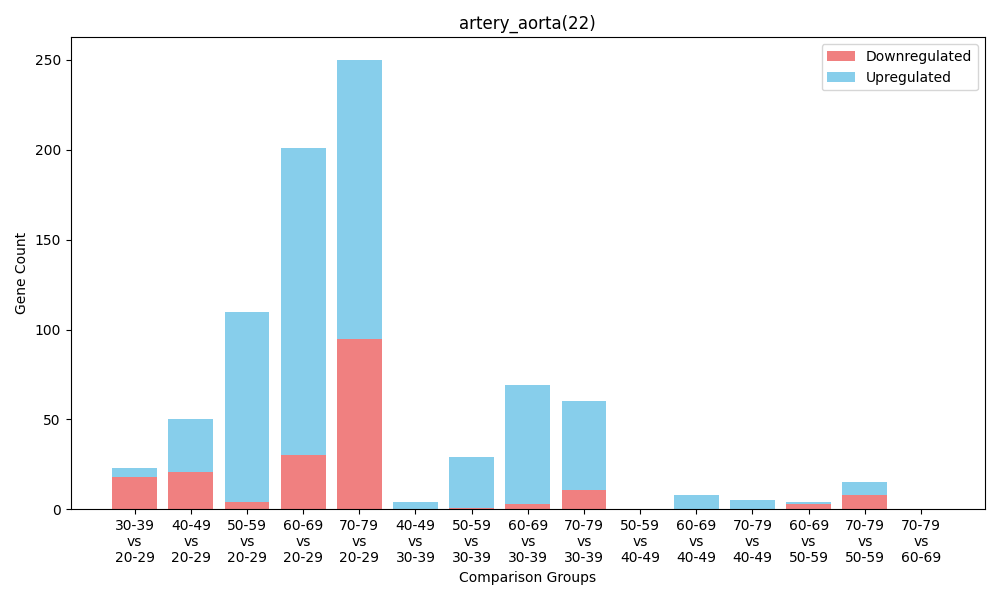 artery_aorta(22)
Downregulated
Upregulated
Gene Count
250
200
150
100
50
0
30-39 40-49 50-59 60-69 70-79 40-49 50-59 60-69 70-79 50-59 60-69 70-79 60-69 70-79 70-79
vs vs vs vs vs vs vs vs vs vs vs vs vs vs vs
20-29 20-29 20-29 20-29 20-29 30-39 30-39 30-39 30-39 40-49 40-49 40-49 50-59 50-59 60-69
Comparison Groups